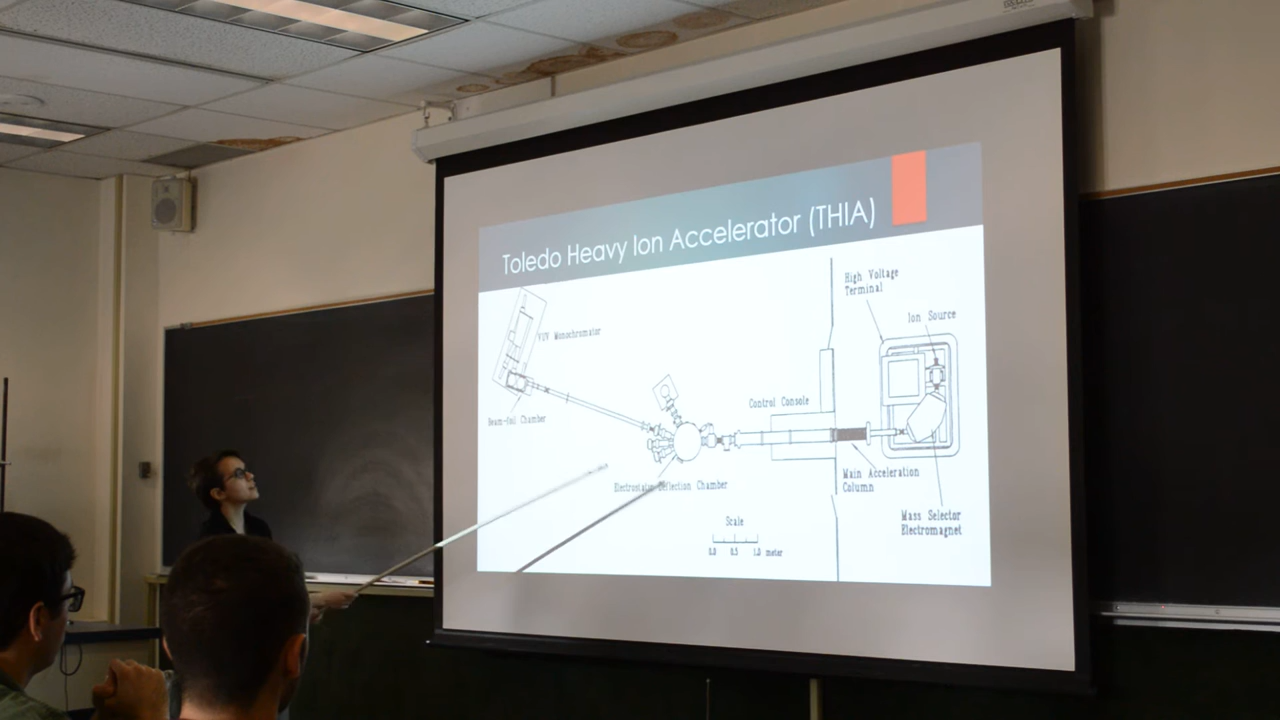 Toledo Heavy Ion Accelerator (THIA)
High Voltage
Terminal
Ion Source
VUV Monochromator
Beam-foil Chamber
Control Console
Electrostatic Deflection Chamber
Main Acceleration
Column
Mass Selector
Electromagnet
Scale
0.0 0.5 1.0 meter